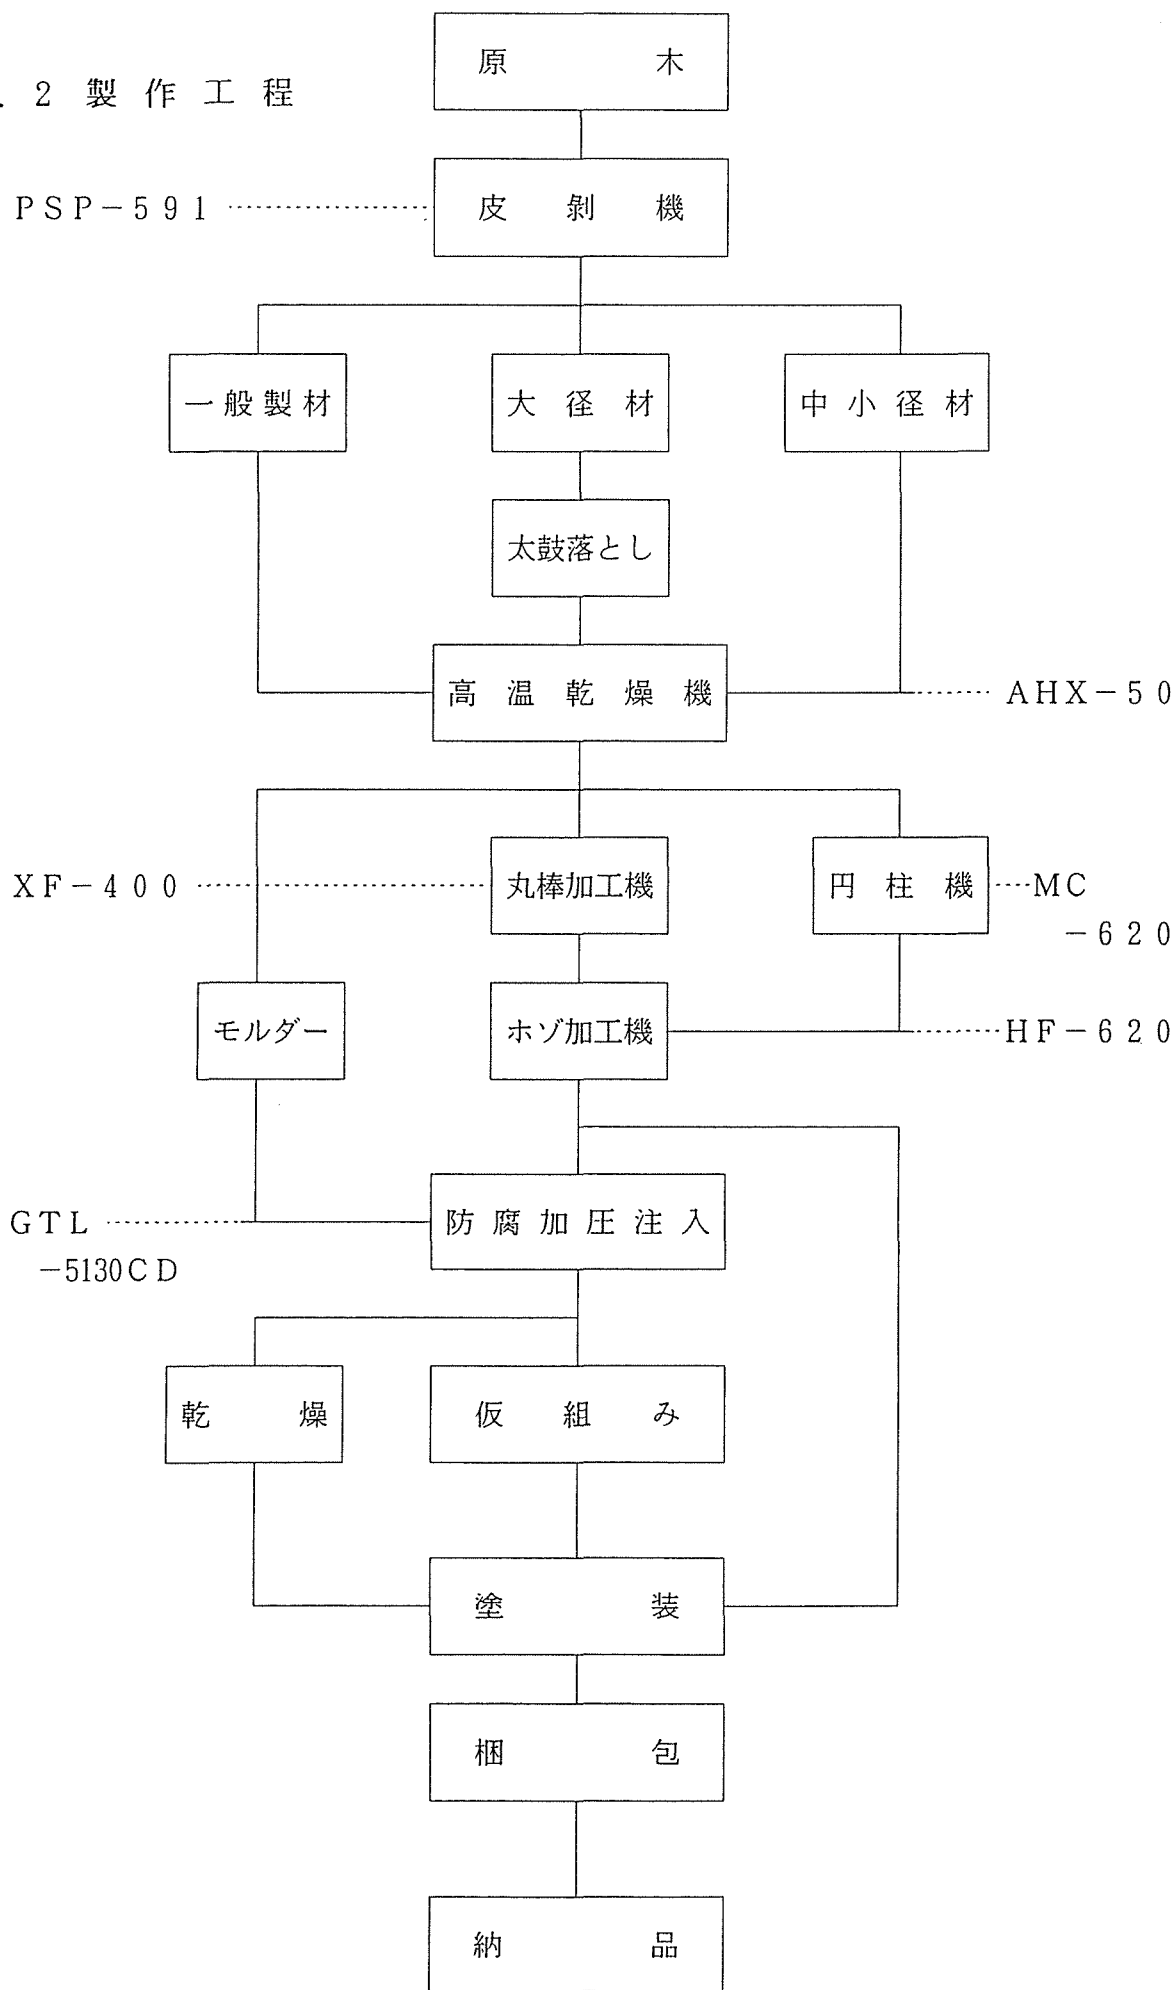 原木
. 2 製作工程
PSP-591
皮剝機
一般製材
大径材
中小径材
太鼓落とし
高温乾燥機
AHX-50
XF-400
丸棒加工機
円柱機
MC
-620
モルダー
ホゾ加工機
HF-620
GTL
-5130CD
防腐加圧注入
乾燥
仮組み
塗装
梱包
納品